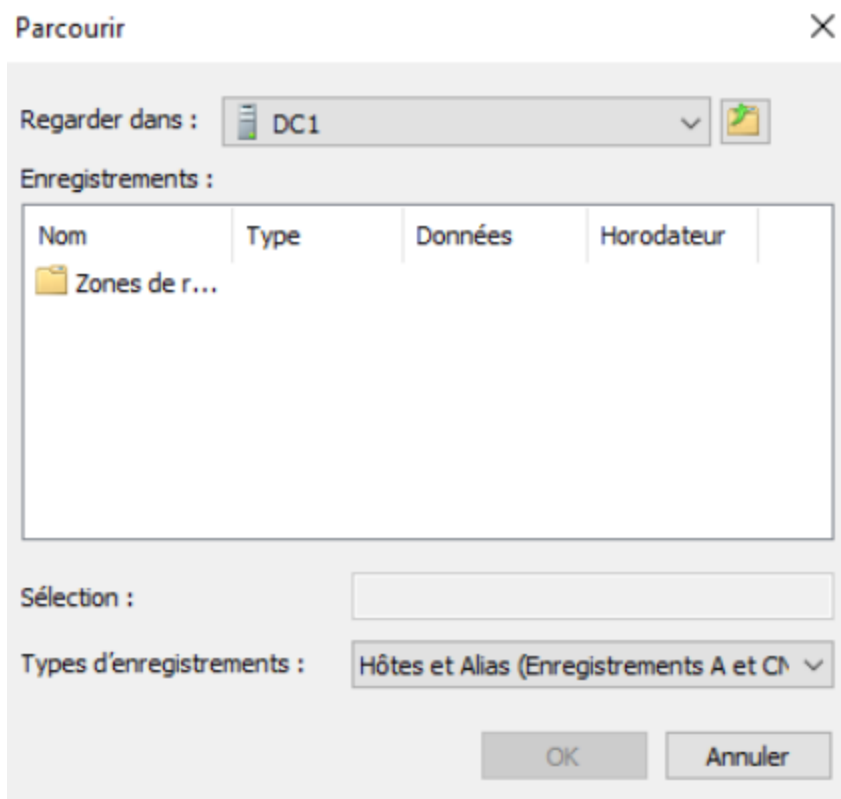 Parcourir
Regarder dans : DC1
Enregistrements :
Nom Type Données Horodateur
Zones de r...
Sélection :
Types d'enregistrements : Hôtes et Alias (Enregistrements A et CN
OK Annuler